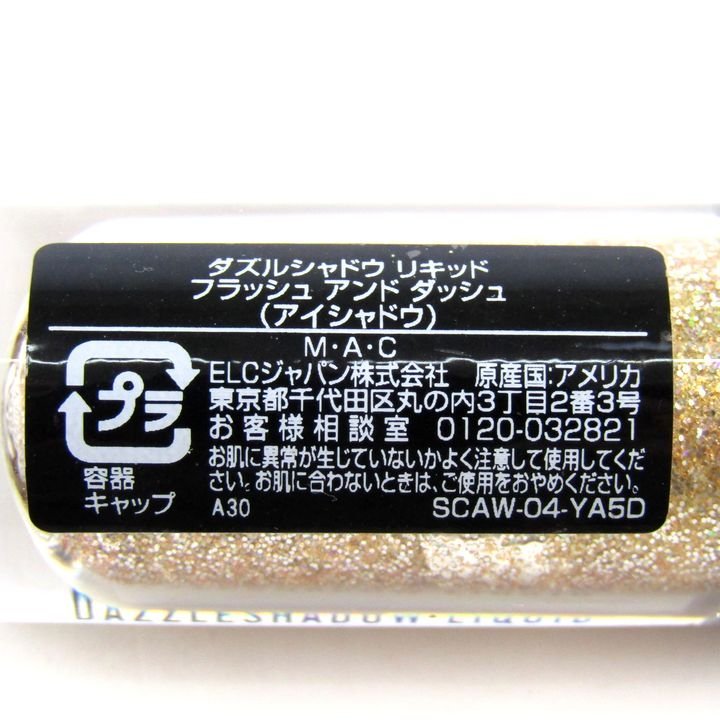 ダズルシャドウ リキッド
フラッシュ アンド ダッシュ
（アイシャドウ）
M・A・C
ELCジャパン株式会社　原産国：アメリカ
東京都千代田区丸の内3丁目2番3号
お客様相談室　0120-032821
お肌に異常が生じていないかよく注意して使用してくだ
さい。お肌に合わないときは、ご使用をおやめください。
A30　SCAW-04-YA5D
プラ
容器
キャップ
DAZZLESHADOW・LIQUID